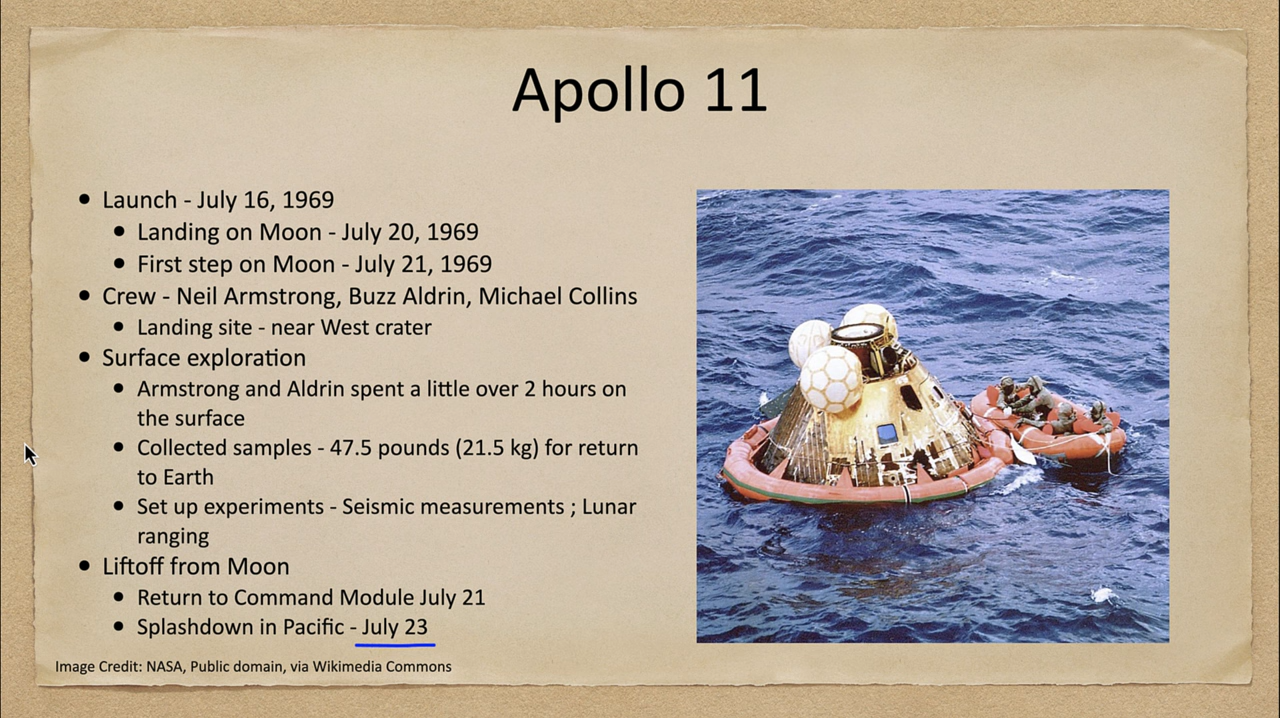 Apollo 11
• Launch - July 16, 1969
• Landing on Moon - July 20, 1969
• First step on Moon - July 21, 1969
• Crew - Neil Armstrong, Buzz Aldrin, Michael Collins
• Landing site - near West crater
• Surface exploration
• Armstrong and Aldrin spent a little over 2 hours on
the surface
• Collected samples - 47.5 pounds (21.5 kg) for return
to Earth
• Set up experiments - Seismic measurements ; Lunar
ranging
• Liftoff from Moon
• Return to Command Module July 21
• Splashdown in Pacific - July 23
Image Credit: NASA, Public domain, via Wikimedia Commons